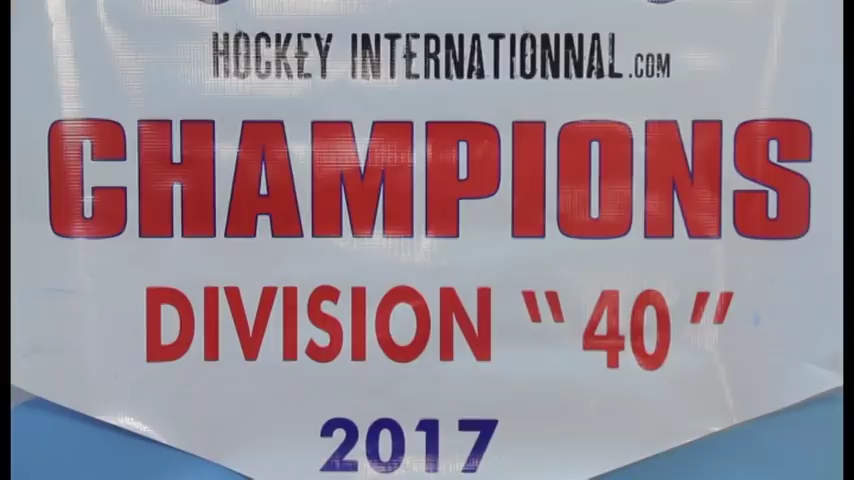 HOCKEY INTERNATIONNAL.COM
CHAMPIONS
DIVISION "40"
2017